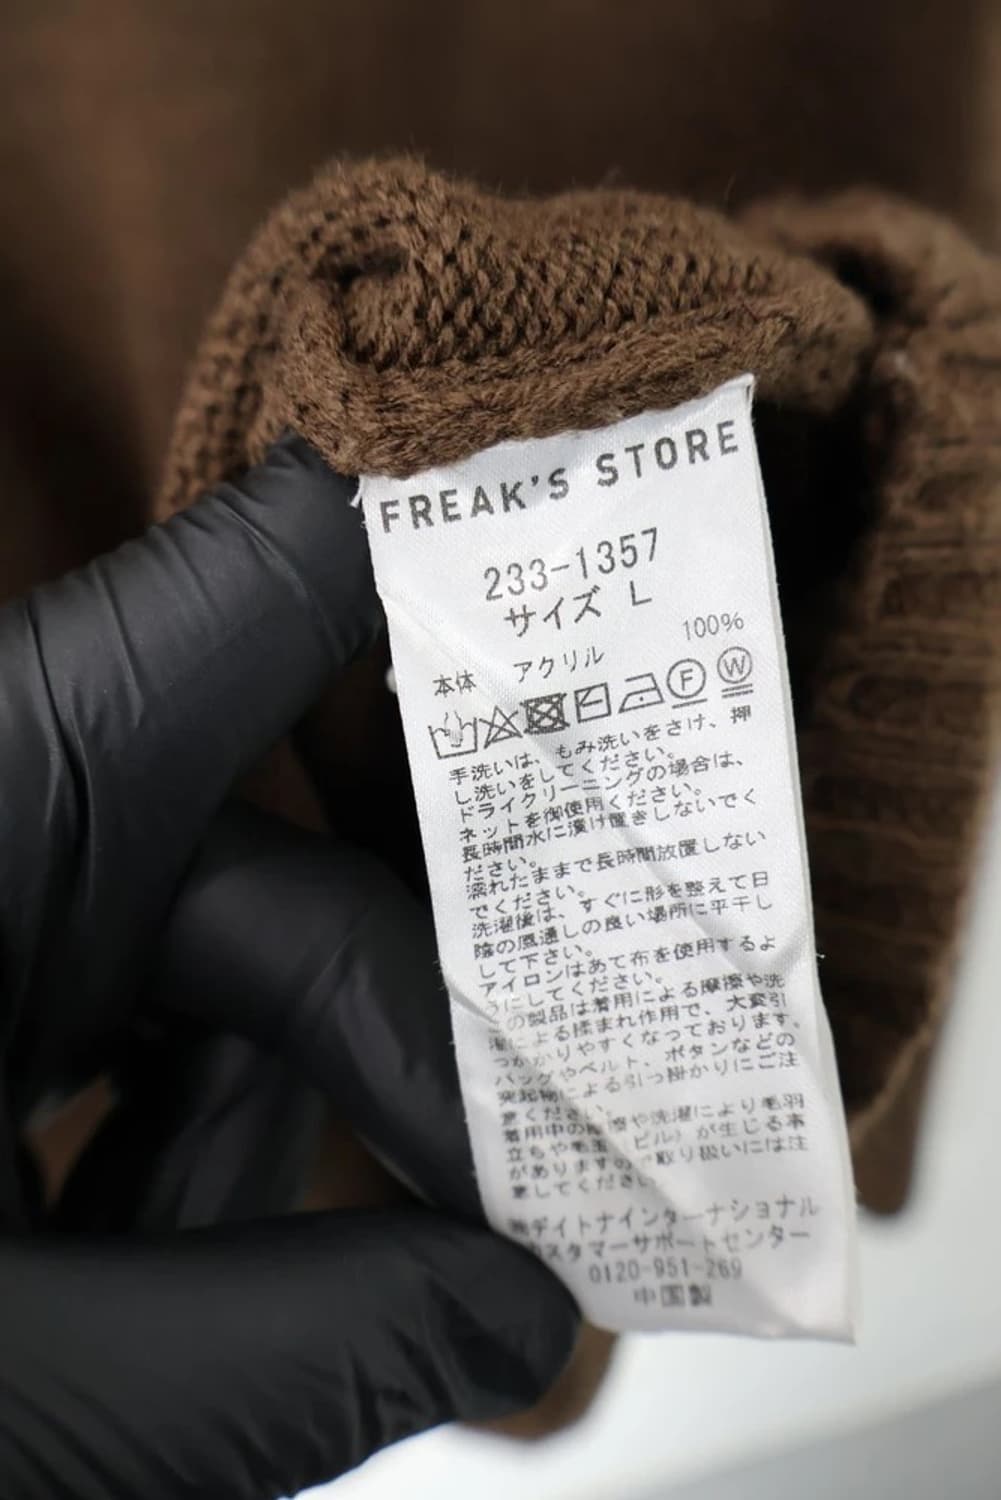 FREAK'S STORE
233-1357
サイズ L
100%
本体 アクリル
F W
手洗いは、もみ洗いをさけ、押
し洗いをしてください。
ドライクリーニングの場合は、
ネットを御使用ください。
長時間水に漬け置きしないでく
ださい。
濡れたままで長時間放置しない
でください。
洗濯後は、すぐに形を整えて日
陰の風通しの良い場所に平干し
して下さい。
アイロンはあて布を使用するよ
うにしてください。
この製品は着用による摩擦や洗
濯による揉まれ作用で、大変引
っかかりやすくなっております。
バッグやベルト、ボタンなどの
突起物による引っ掛かりにご注
意ください。
着用中の摩擦や洗濯により毛羽
立ちや毛玉(ピル)が生じる事
がありますので取り扱いには注
意してください。
㈱デイトナインターナショナル
カスタマーサポートセンター
0120-951-269
中国製